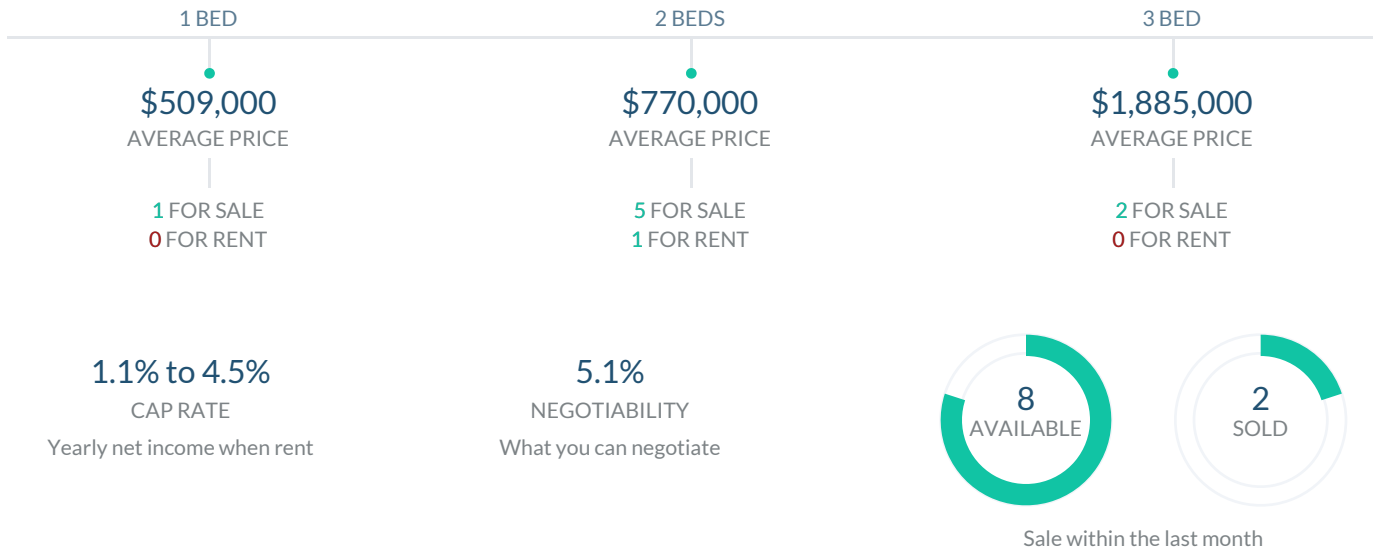 1 BED
$509,000
AVERAGE PRICE
1 FOR SALE
0 FOR RENT
2 BEDS
$770,000
AVERAGE PRICE
5 FOR SALE
1 FOR RENT
3 BED
$1,885,000
AVERAGE PRICE
2 FOR SALE
0 FOR RENT
1.1% to 4.5%
CAP RATE
Yearly net income when rent
5.1%
NEGOTIABILITY
What you can negotiate
8
AVAILABLE
2
SOLD
Sale within the last month